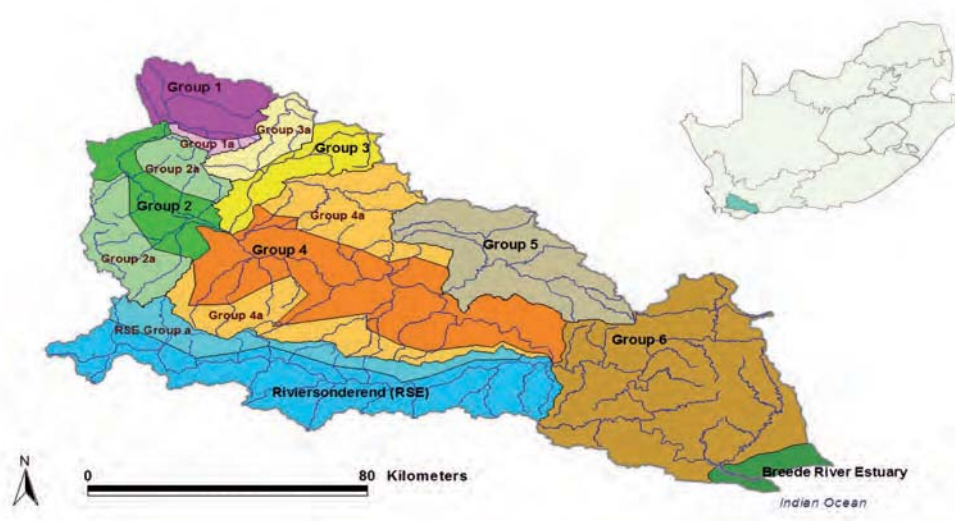 Group 1
Group 1a
Group 3a
Group 3
Group 2a
Group 2
Group 4a
Group 4
Group 5
Group 2a
Group 4a
RSE Group a
Group 6
Riviersonderend (RSE)
N
0 80 Kilometers
Breede River Estuary
Indian Ocean